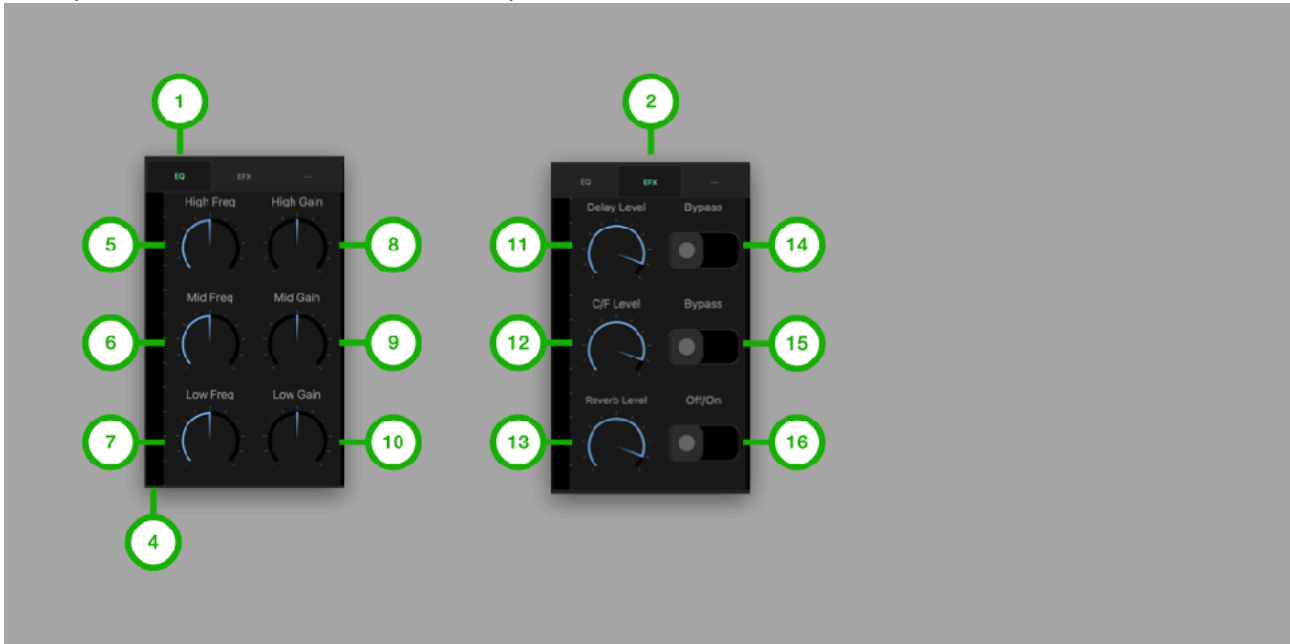 1
2
EQ EFX ---
EQ EFX ---
High Freq High Gain
Delay Level Bypass
5
8
11
14
Mid Freq Mid Gain
C/F Level Bypass
6
9
12
15
Low Freq Low Gain
Reverb Level Off/On
7
10
13
16
4